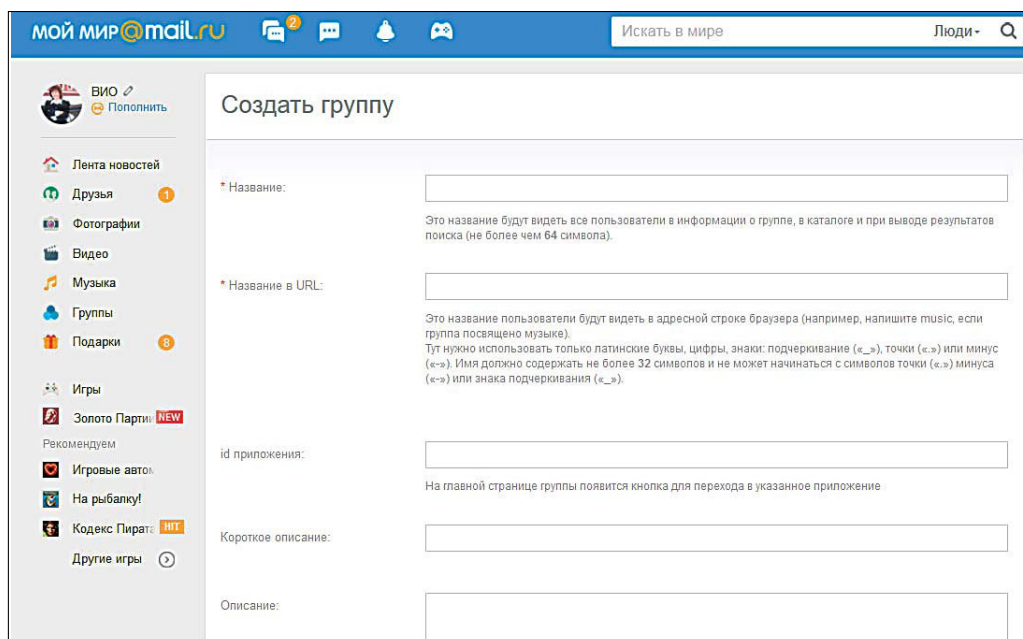 мой мир@mail.ru
2
Искать в мире
Люди
ВИО
Пополнить
Лента новостей
Друья
1
Фотографии
Видео
Музыка
Группы
Подарки
8
Игры
Золото Партии NEW
Рекомендуем
Игровые автом
На рыбалку!
Кодекс Пирата HIT
Другие игры
Создать группу
* Название:
Это название будут видеть все пользователи в информации о группе, в каталоге и при выводе результатов
поиска (не более чем 64 символа).
* Название в URL:
Это название пользователи будут видеть в адресной строке браузера (например, напишите music, если
группа посвящено музыке).
Тут нужно использовать только латинские буквы, цифры, знаки: подчеркивание («_»), точки («.») или минус
(«-»). Имя должно содержать не более 32 символов и не может начинаться с символов точки («.») минуса
(«-») или знака подчеркивания («_»).
id приложения:
На главной странице группы появится кнопка для перехода в указанное приложение
Короткое описание:
Описание: